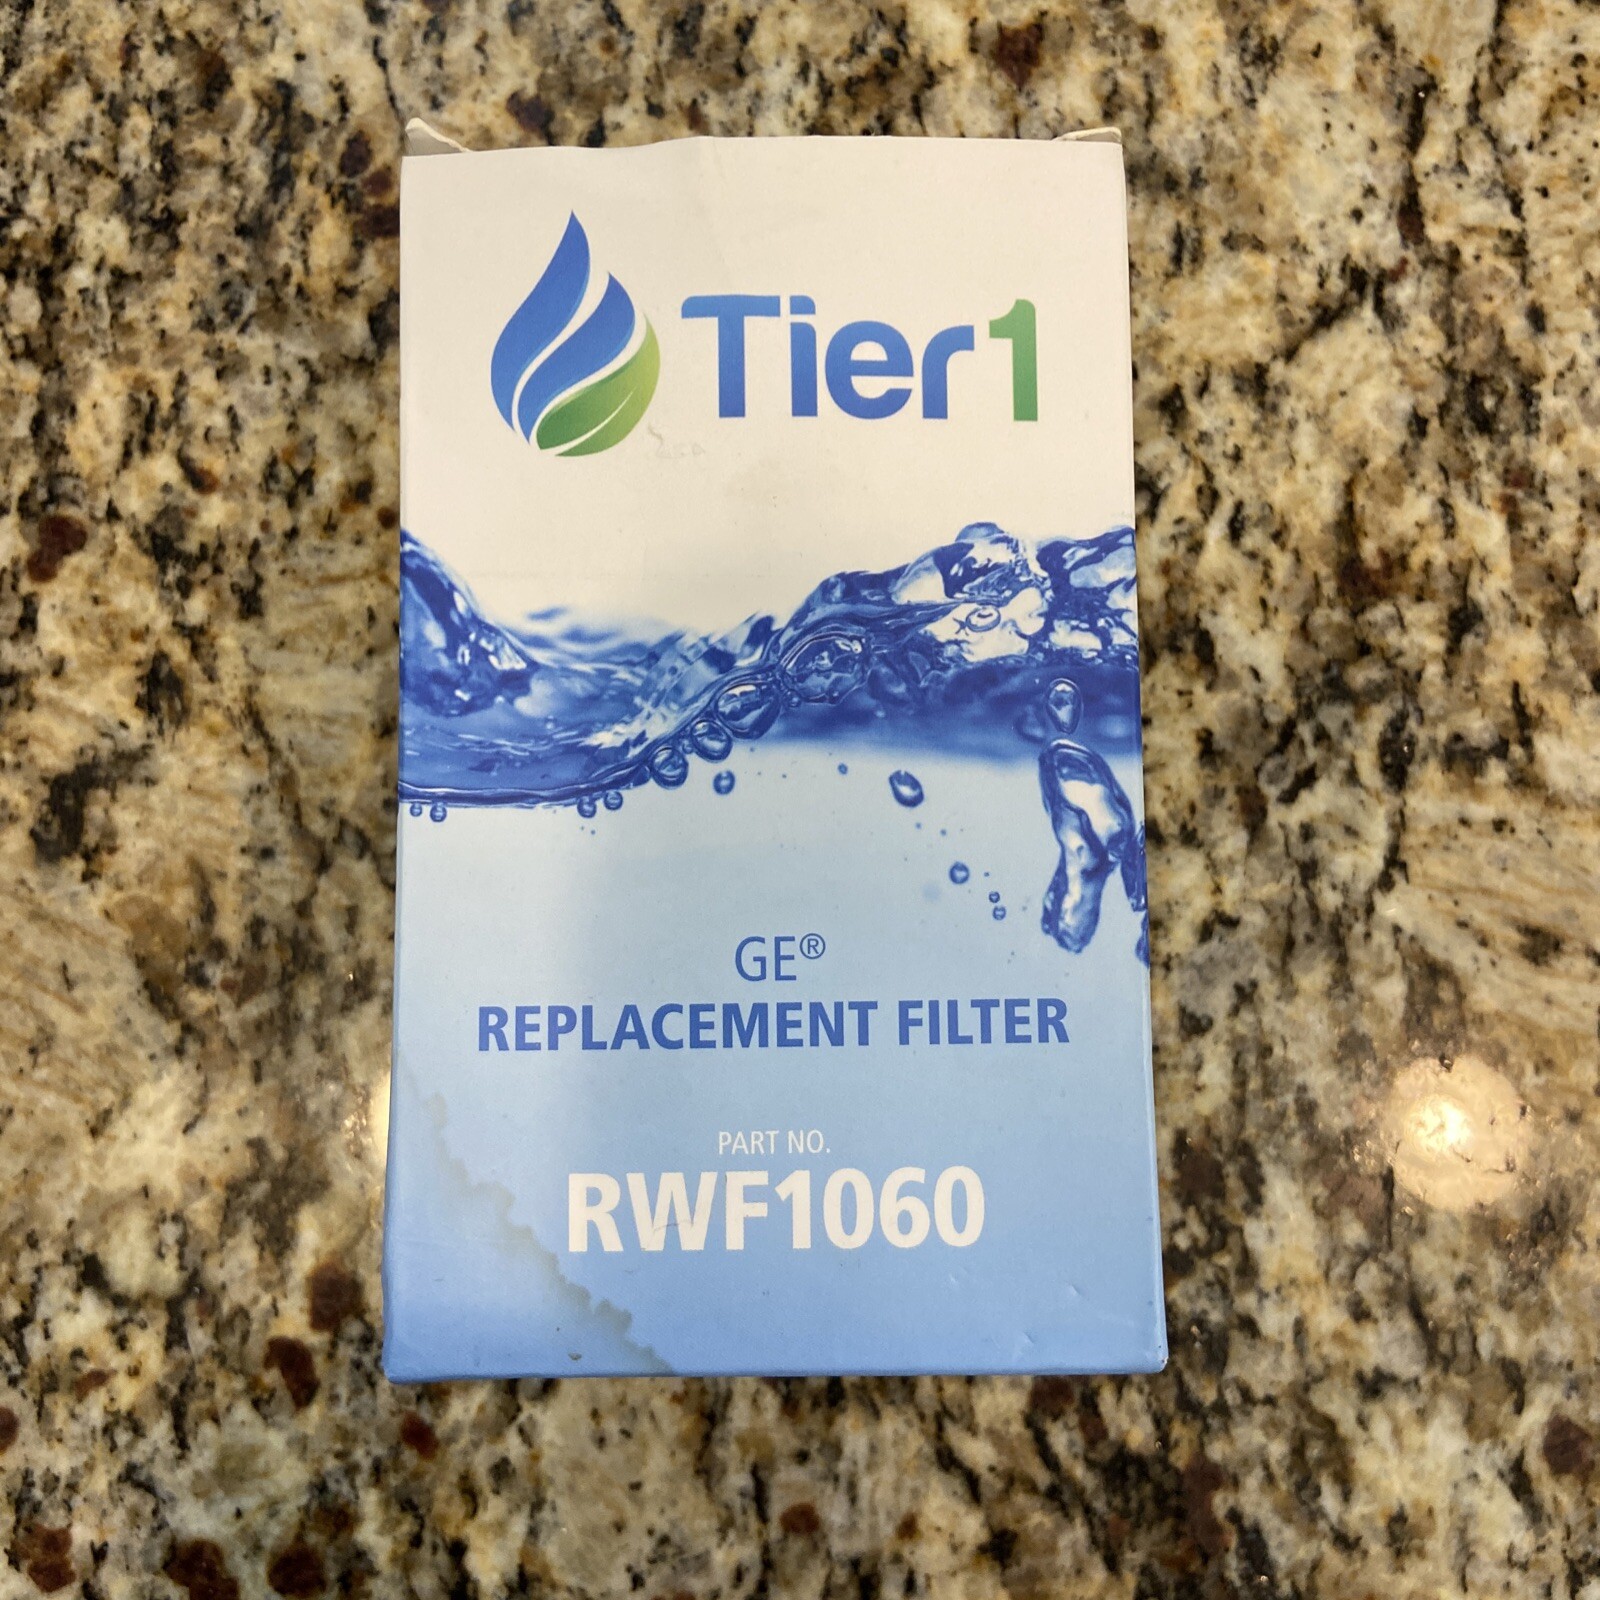 Tier1
GE®
REPLACEMENT FILTER
PART NO.
RWF1060